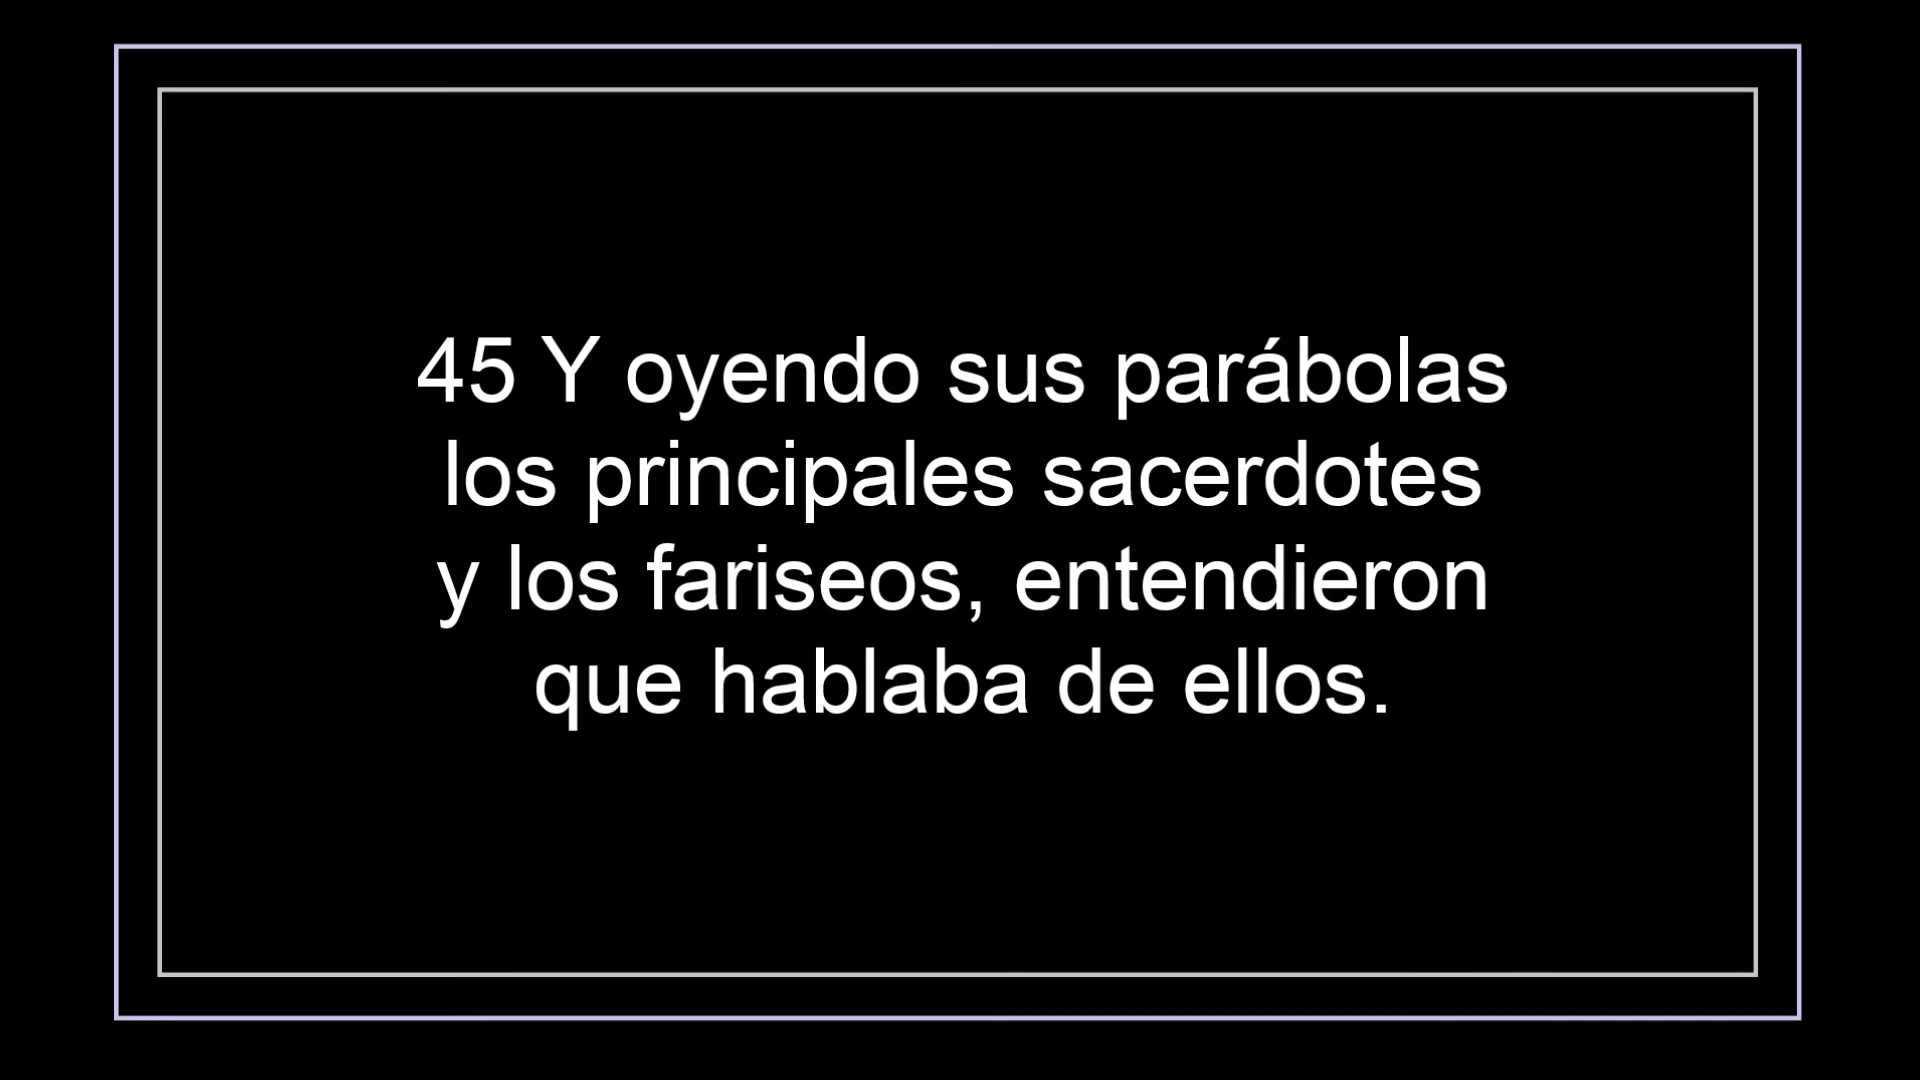 45 Y oyendo sus parábolas
los principales sacerdotes
y los fariseos, entendieron
que hablaba de ellos.